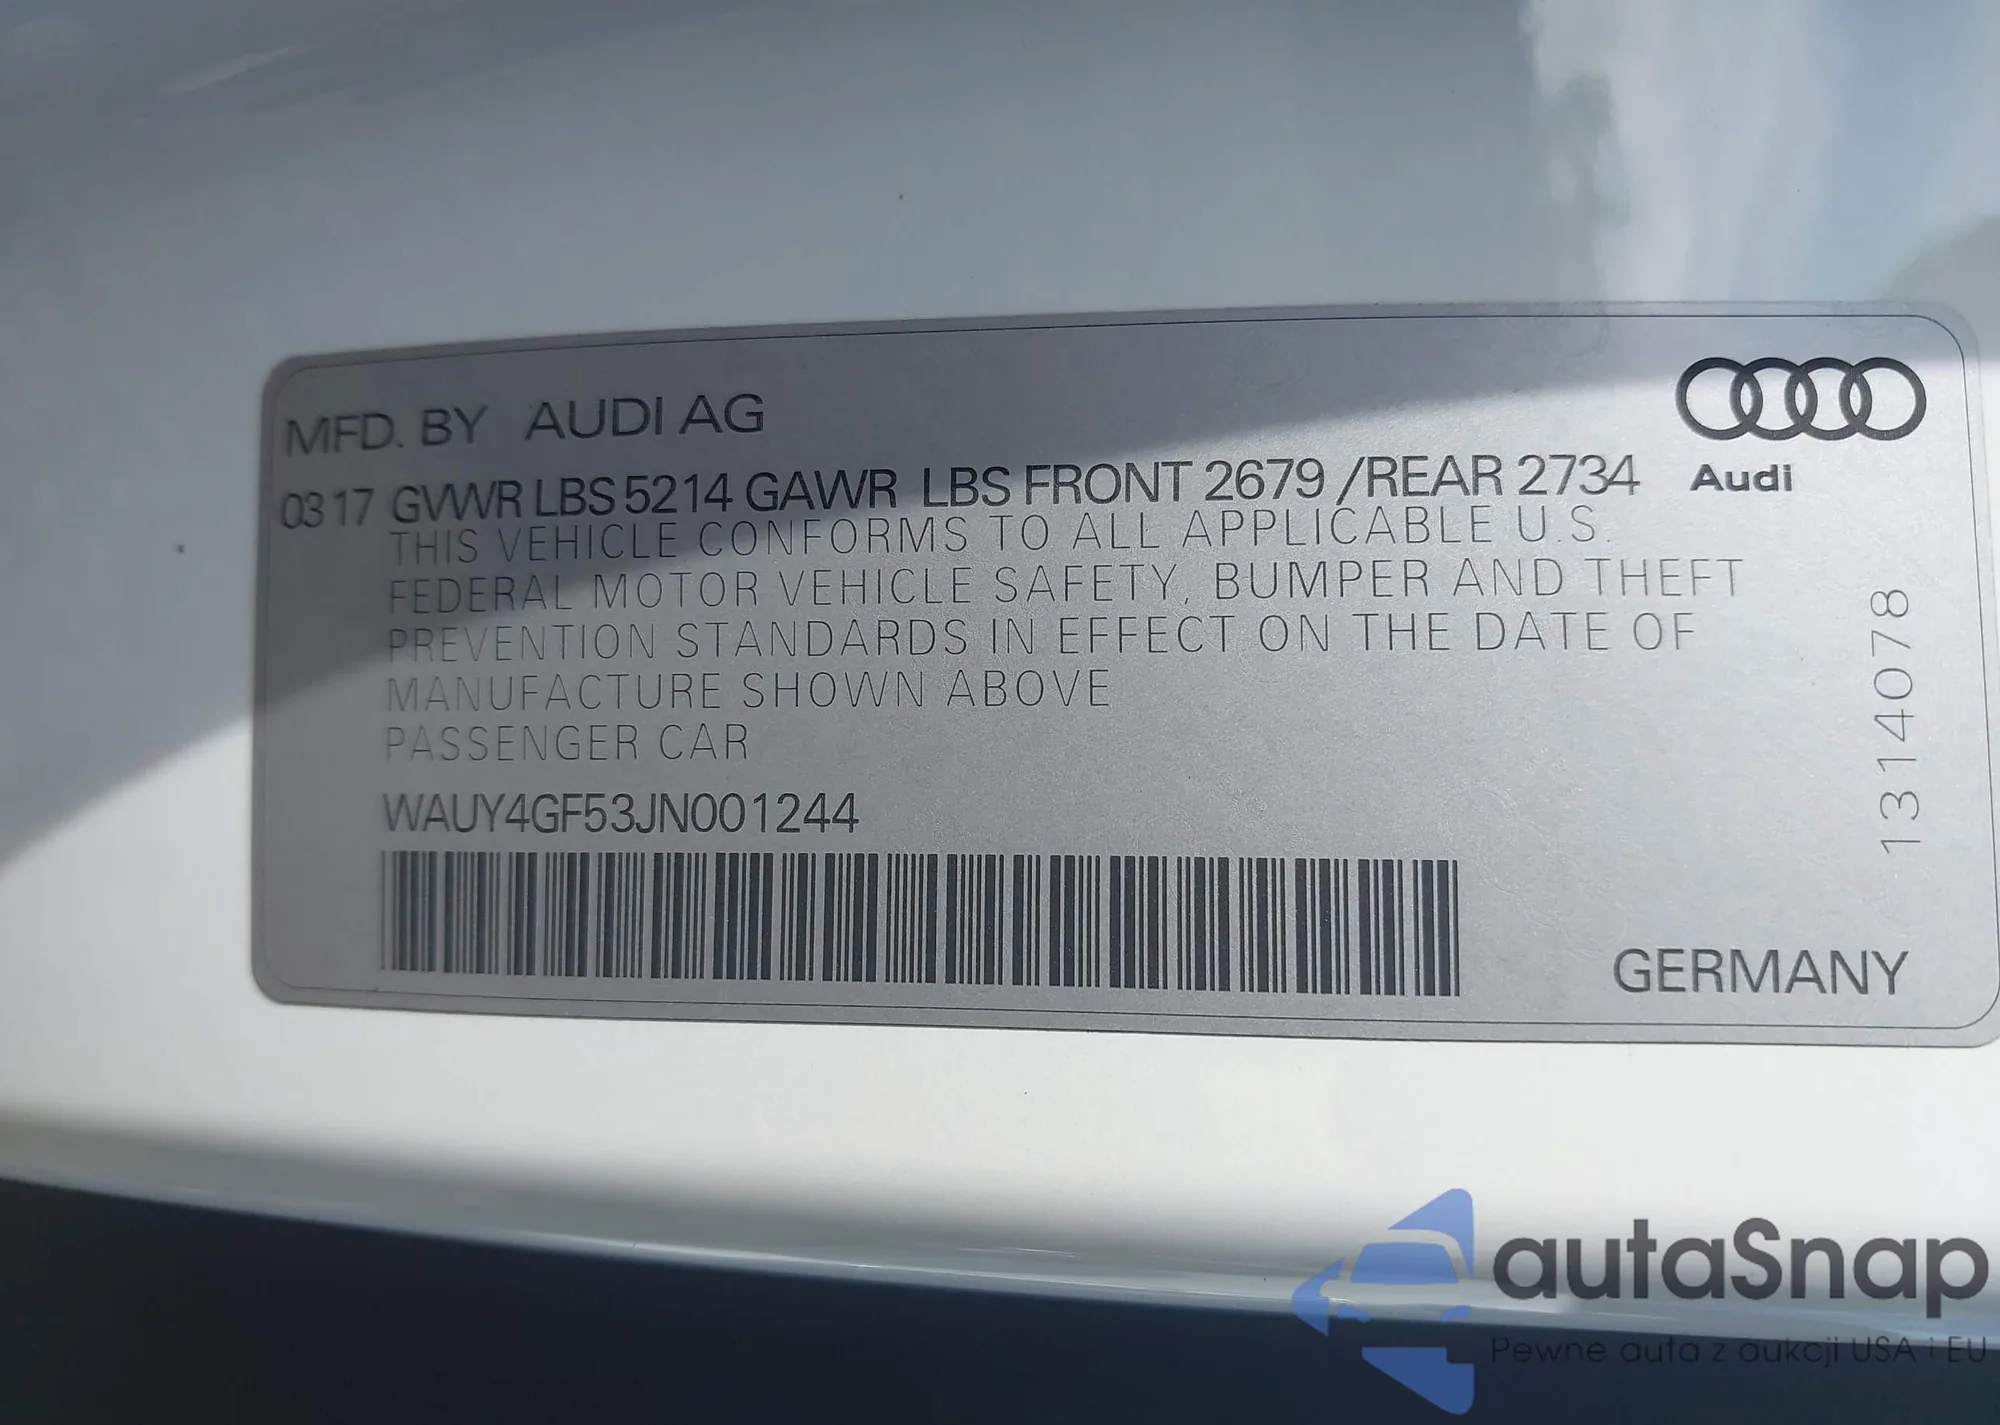 MFD. BY AUDI AG
0317 GVWR LBS 5214 GAWR LBS FRONT 2679 /REAR 2734
Audi
THIS VEHICLE CONFORMS TO ALL APPLICABLE U.S.
FEDERAL MOTOR VEHICLE SAFETY, BUMPER AND THEFT
PREVENTION STANDARDS IN EFFECT ON THE DATE OF
MANUFACTURE SHOWN ABOVE
PASSENGER CAR
WAUY4GF53JN001244
1314078
GERMANY
autaSnap
Pewne auta z aukcji USA i EU